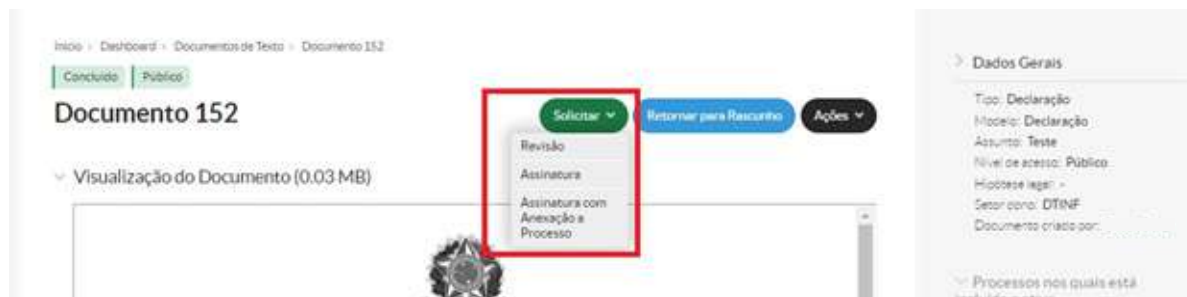 Início > Dashboard > Documentos de Texto > Documento 152
Concluído Público
Documento 152
Solicitar
Retornar para Rascunho
Ações
Revisão
Assinatura
Assinatura com
Anexação a
Processo
Visualização do Documento (0.03 MB)
Dados Gerais
Tipo: Declaração
Modelo: Declaração
Assunto: Teste
Nível de acesso: Público
Hipótese legal: -
Setor dono: DTINF
Documento criado por:
Processos nos quais está